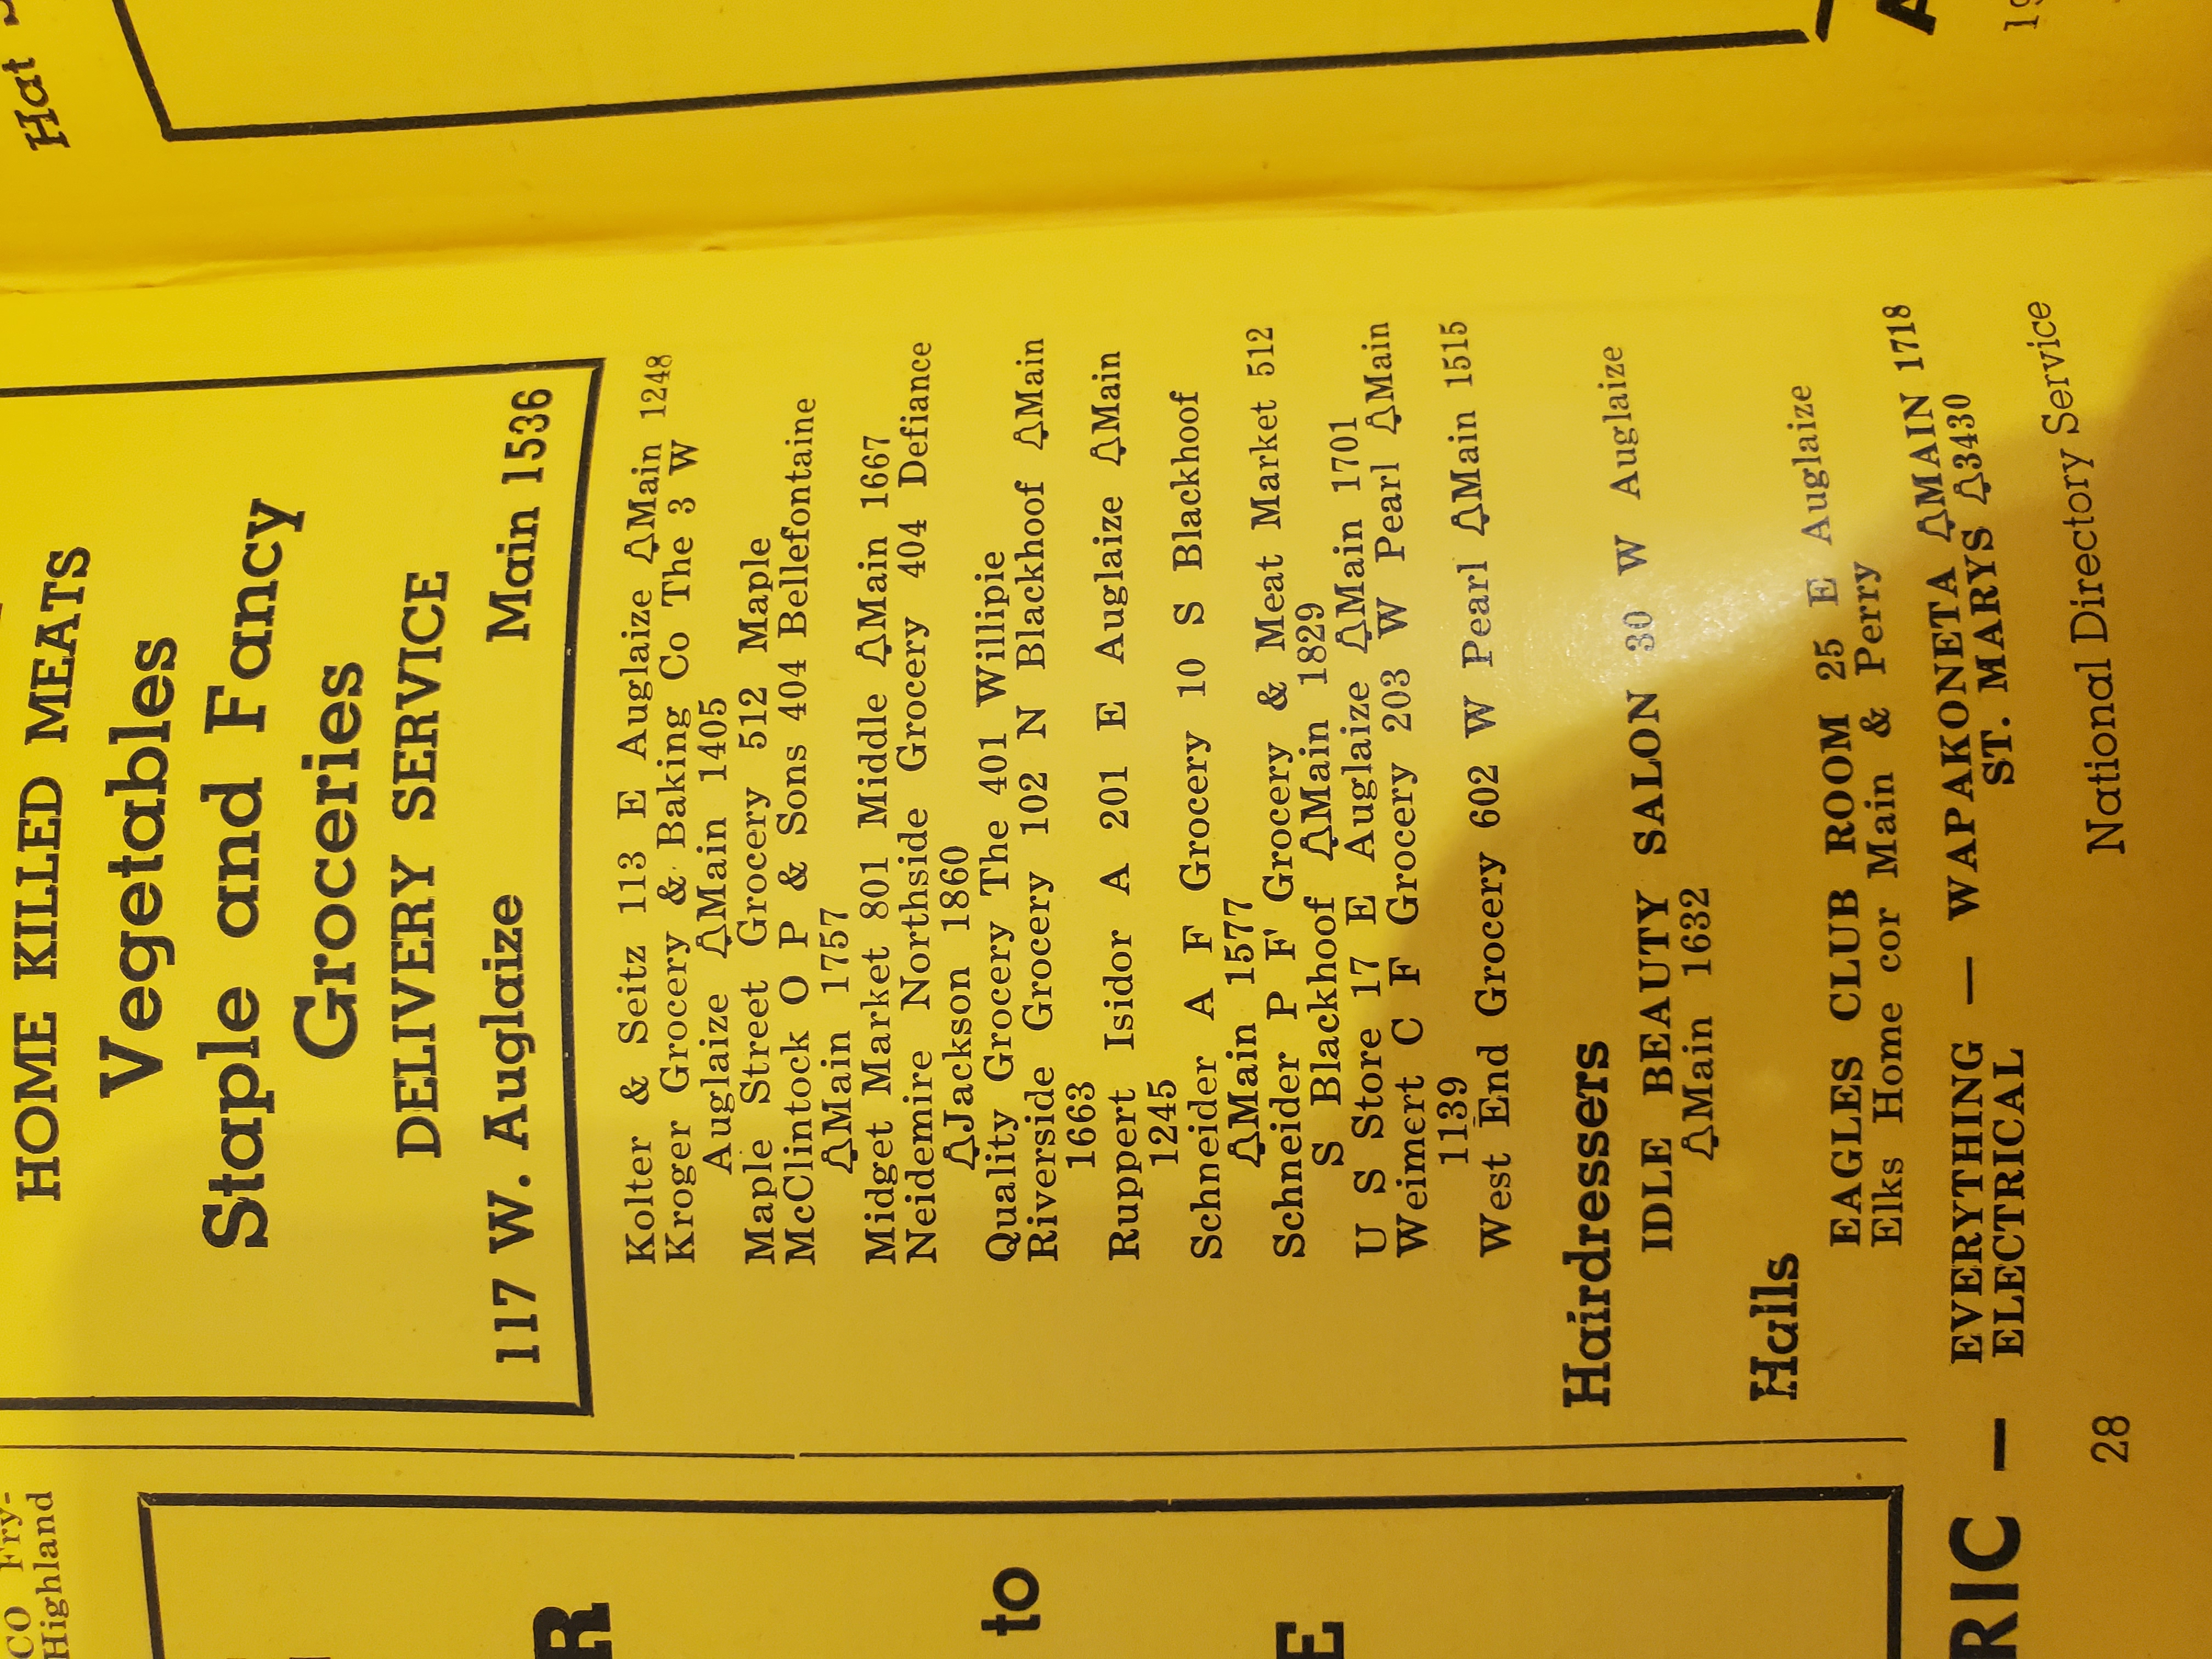 HOME KILLED MEATS
Vegetables
Staple and Fancy
Groceries
DELIVERY SERVICE
117 W. Auglaize Main 1536
Kolter & Seitz 113 E Auglaize Main 1248
Kroger Grocery & Baking Co The 3 W
Auglaize Main 1405
Maple Street Grocery 512 Maple
McClintock O P & Sons 404 Bellefontaine
Main 1757
Midget Market 801 Middle Main 1667
Neidemire Northside Grocery 404 Defiance
Jackson 1860
Quality Grocery The 401 Willipie
Riverside Grocery 102 N Blackhoof Main
1663
Ruppert Isidor A 201 E Auglaize Main
1245
Schneider A F Grocery 10 S Blackhoof
Main 1577
Schneider P F Grocery & Meat Market 512
S Blackhoof Main 1829
U S Store 17 E Auglaize Main 1701
Weimert C F Grocery 203 W Pearl Main
1139
West End Grocery 602 W Pearl Main 1515
Hairdressers
IDLE BEAUTY SALON 30 W Auglaize
Main 1632
Halls
EAGLES CLUB ROOM 25 E Auglaize
Elks Home cor Main & Perry
RIC — EVERYTHING — WAPAKONETA MAIN 1718
ELECTRICAL ST. MARYS 3430
28 National Directory Service
CO Fry-
Highland
R
to
E
Hat
A
19